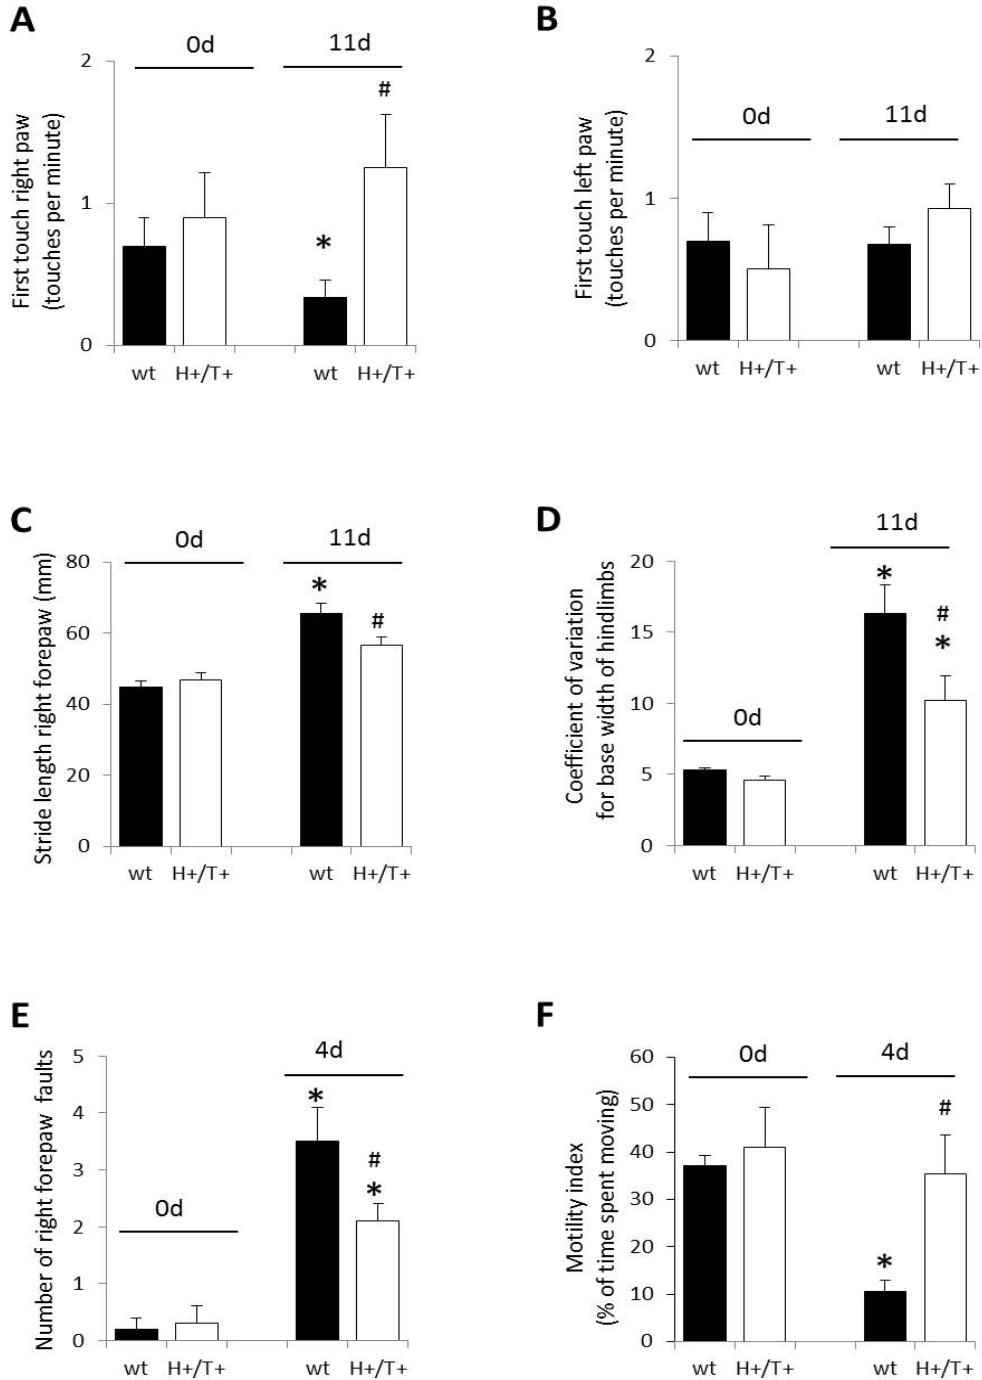 A
0d
11d
First touch right paw
(touches per minute)
2
1
0
*
#
wt
H+/T+
wt
H+/T+
B
0d
11d
First touch left paw
(touches per minute)
2
1
0
wt
H+/T+
wt
H+/T+
C
0d
11d
Stride length right forepaw (mm)
80
60
40
20
0
*
#
wt
H+/T+
wt
H+/T+
D
0d
11d
Coefficient of variation
for base width of hindlimbs
20
15
10
5
0
*
#
*
wt
H+/T+
wt
H+/T+
E
0d
4d
Number of right forepaw faults
5
4
3
2
1
0
*
#
*
wt
H+/T+
wt
H+/T+
F
0d
4d
Motility index
(% of time spent moving)
60
50
40
30
20
10
0
*
#
wt
H+/T+
wt
H+/T+